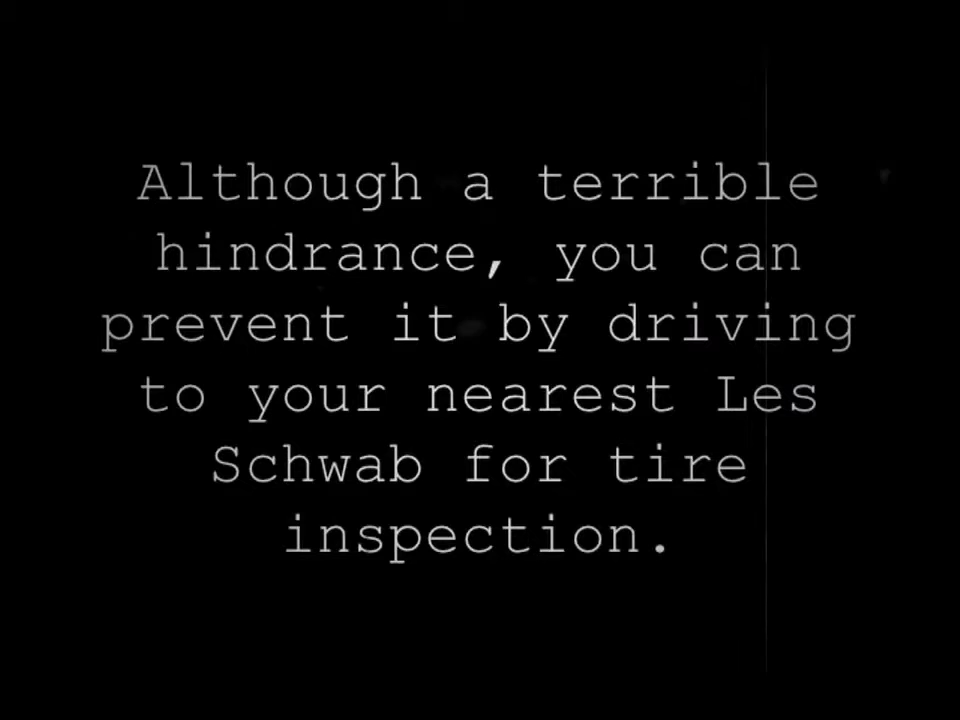 Although a terrible
hindrance, you can
prevent it by driving
to your nearest Les
Schwab for tire
inspection.